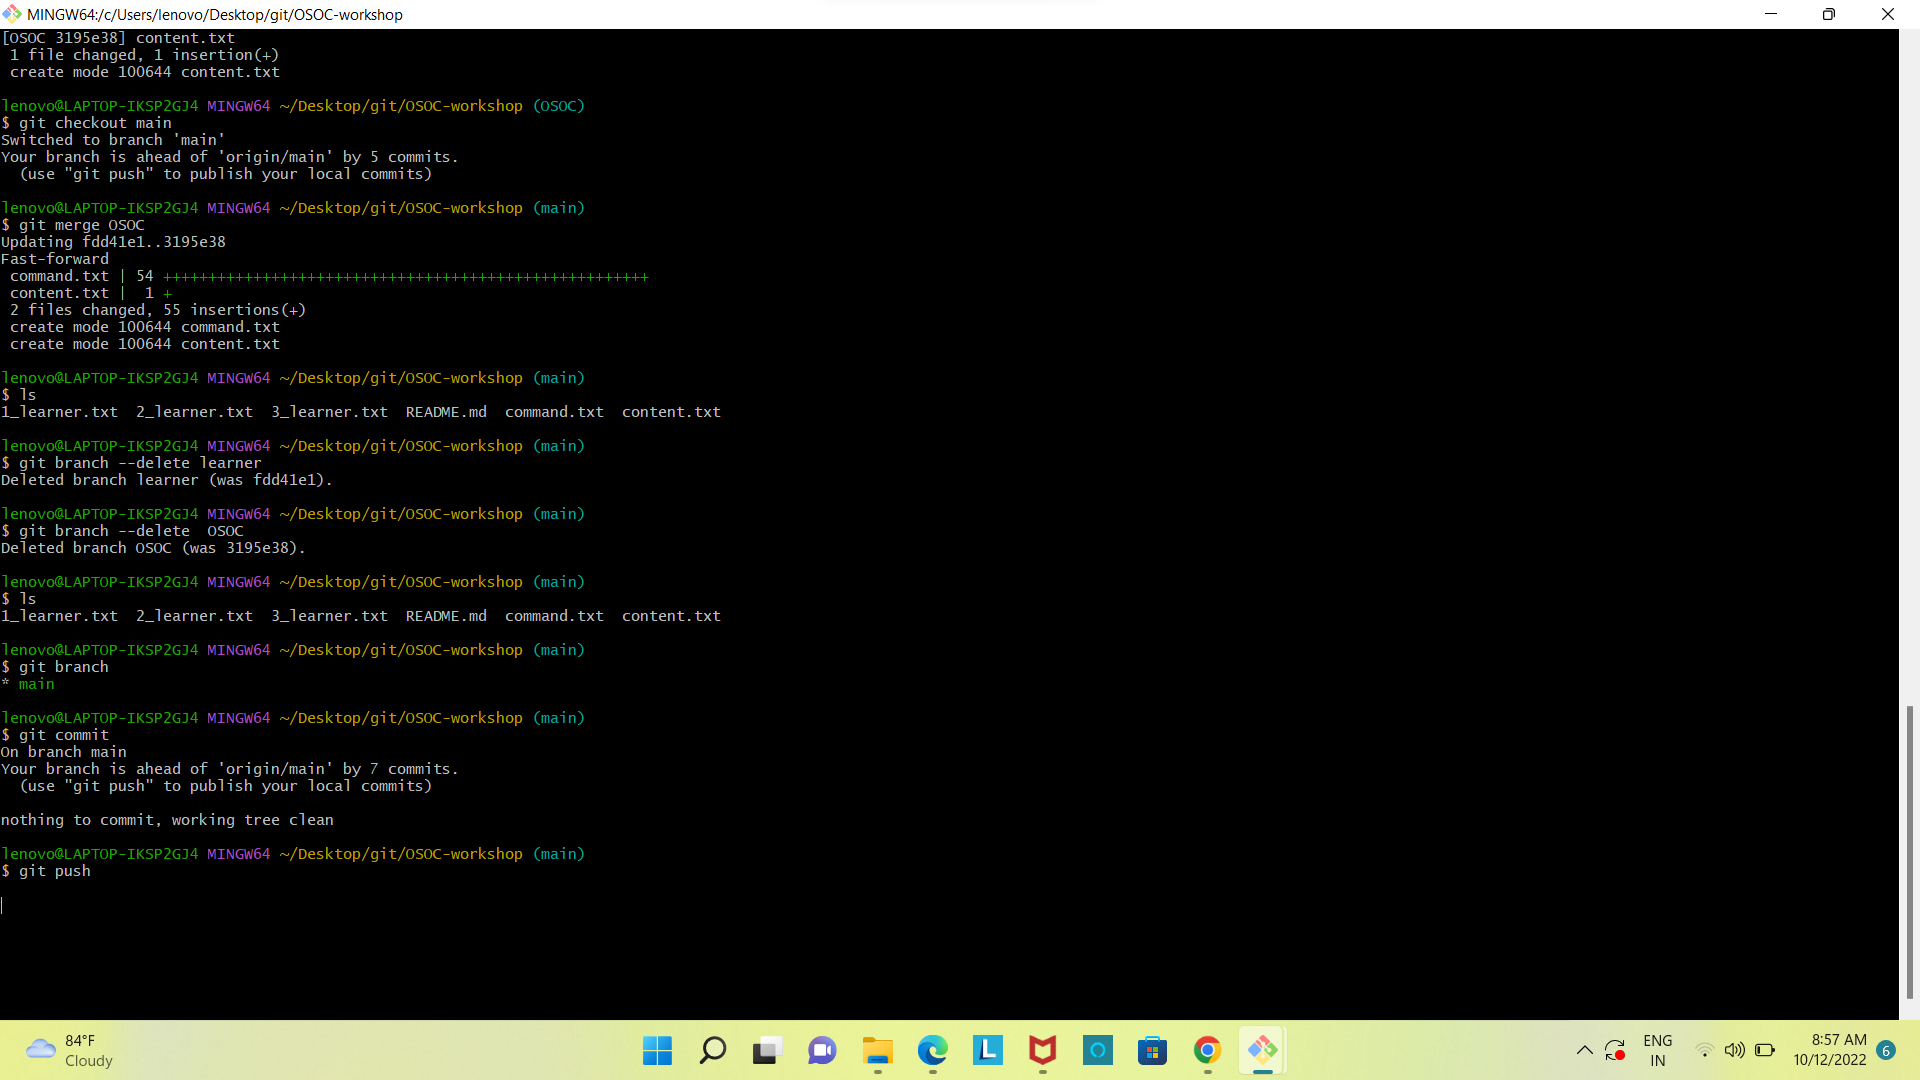 MINGW64:/c/Users/lenovo/Desktop/git/OSOC-workshop
[OSOC 3195e38] content.txt
 1 file changed, 1 insertion(+)
 create mode 100644 content.txt
lenovo@LAPTOP-IKSP2GJ4 MINGW64 ~/Desktop/git/OSOC-workshop (OSOC)
$ git checkout main
Switched to branch 'main'
Your branch is ahead of 'origin/main' by 5 commits.
  (use "git push" to publish your local commits)
lenovo@LAPTOP-IKSP2GJ4 MINGW64 ~/Desktop/git/OSOC-workshop (main)
$ git merge OSOC
Updating fdd41e1..3195e38
Fast-forward
 command.txt | 54 ++++++++++++++++++++++++++++++++++++++++++++++++++++++
 content.txt |  1 +
 2 files changed, 55 insertions(+)
 create mode 100644 command.txt
 create mode 100644 content.txt
lenovo@LAPTOP-IKSP2GJ4 MINGW64 ~/Desktop/git/OSOC-workshop (main)
$ ls
1_learner.txt  2_learner.txt  3_learner.txt  README.md  command.txt  content.txt
lenovo@LAPTOP-IKSP2GJ4 MINGW64 ~/Desktop/git/OSOC-workshop (main)
$ git branch --delete learner
Deleted branch learner (was fdd41e1).
lenovo@LAPTOP-IKSP2GJ4 MINGW64 ~/Desktop/git/OSOC-workshop (main)
$ git branch --delete  OSOC
Deleted branch OSOC (was 3195e38).
lenovo@LAPTOP-IKSP2GJ4 MINGW64 ~/Desktop/git/OSOC-workshop (main)
$ ls
1_learner.txt  2_learner.txt  3_learner.txt  README.md  command.txt  content.txt
lenovo@LAPTOP-IKSP2GJ4 MINGW64 ~/Desktop/git/OSOC-workshop (main)
$ git branch
* main
lenovo@LAPTOP-IKSP2GJ4 MINGW64 ~/Desktop/git/OSOC-workshop (main)
$ git commit
On branch main
Your branch is ahead of 'origin/main' by 7 commits.
  (use "git push" to publish your local commits)
nothing to commit, working tree clean
lenovo@LAPTOP-IKSP2GJ4 MINGW64 ~/Desktop/git/OSOC-workshop (main)
$ git push
84°F
Cloudy
L
ENG
IN
8:57 AM
10/12/2022
6